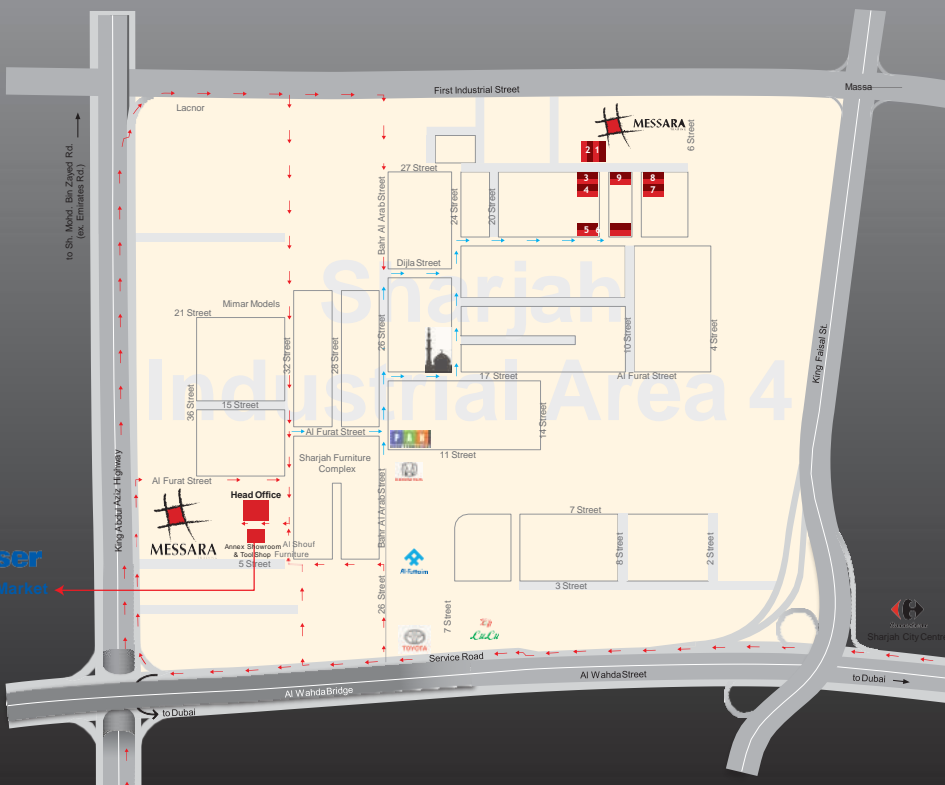 First Industrial Street
Massa
Lacnor
MESSARA
6 Street
2 1
3
4
9
8
7
5 6
to Sh. Mohd. Bin Zayed Rd.
(ex. Emirates Rd.)
27 Street
Bahr Al Arab Street
24 Street
20 Street
Dijla Street
Sharjah
Industrial Area 4
Mimar Models
21 Street
32 Street
28 Street
26 Street
10 Street
4 Street
King Faisal St.
17 Street
Al Furat Street
36 Street
15 Street
14 Street
Al Furat Street
PAN
11 Street
Sharjah Furniture
Complex
King Abdul Aziz Highway
Al Furat Street
Head Office
MESSARA
Bahr Al Arab Street
7 Street
Annex Showroom
& Tool Shop
Al Shouf
Furniture
5 Street
8 Street
2 Street
Al-Futtaim
3 Street
26 Street
7 Street
LuLu
TOYOTA
Sharjah City Centre
ser
Market
Service Road
Al Wahda Street
Al Wahda Bridge
to Dubai
to Dubai